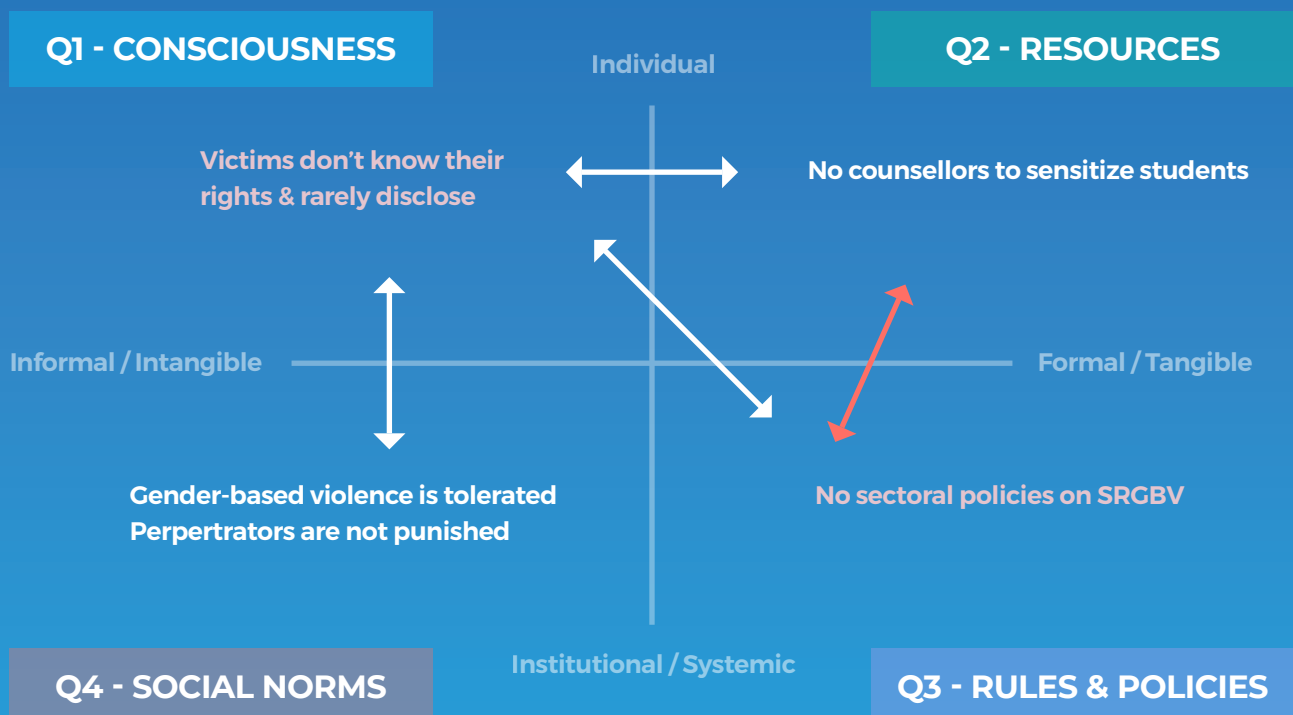 Q1 - CONSCIOUSNESS
Individual
Q2 - RESOURCES
Victims don’t know their
rights & rarely disclose
No counsellors to sensitize students
Informal / Intangible
Formal / Tangible
Gender-based violence is tolerated
Perpertrators are not punished
No sectoral policies on SRGBV
Q4 - SOCIAL NORMS
Institutional / Systemic
Q3 - RULES & POLICIES